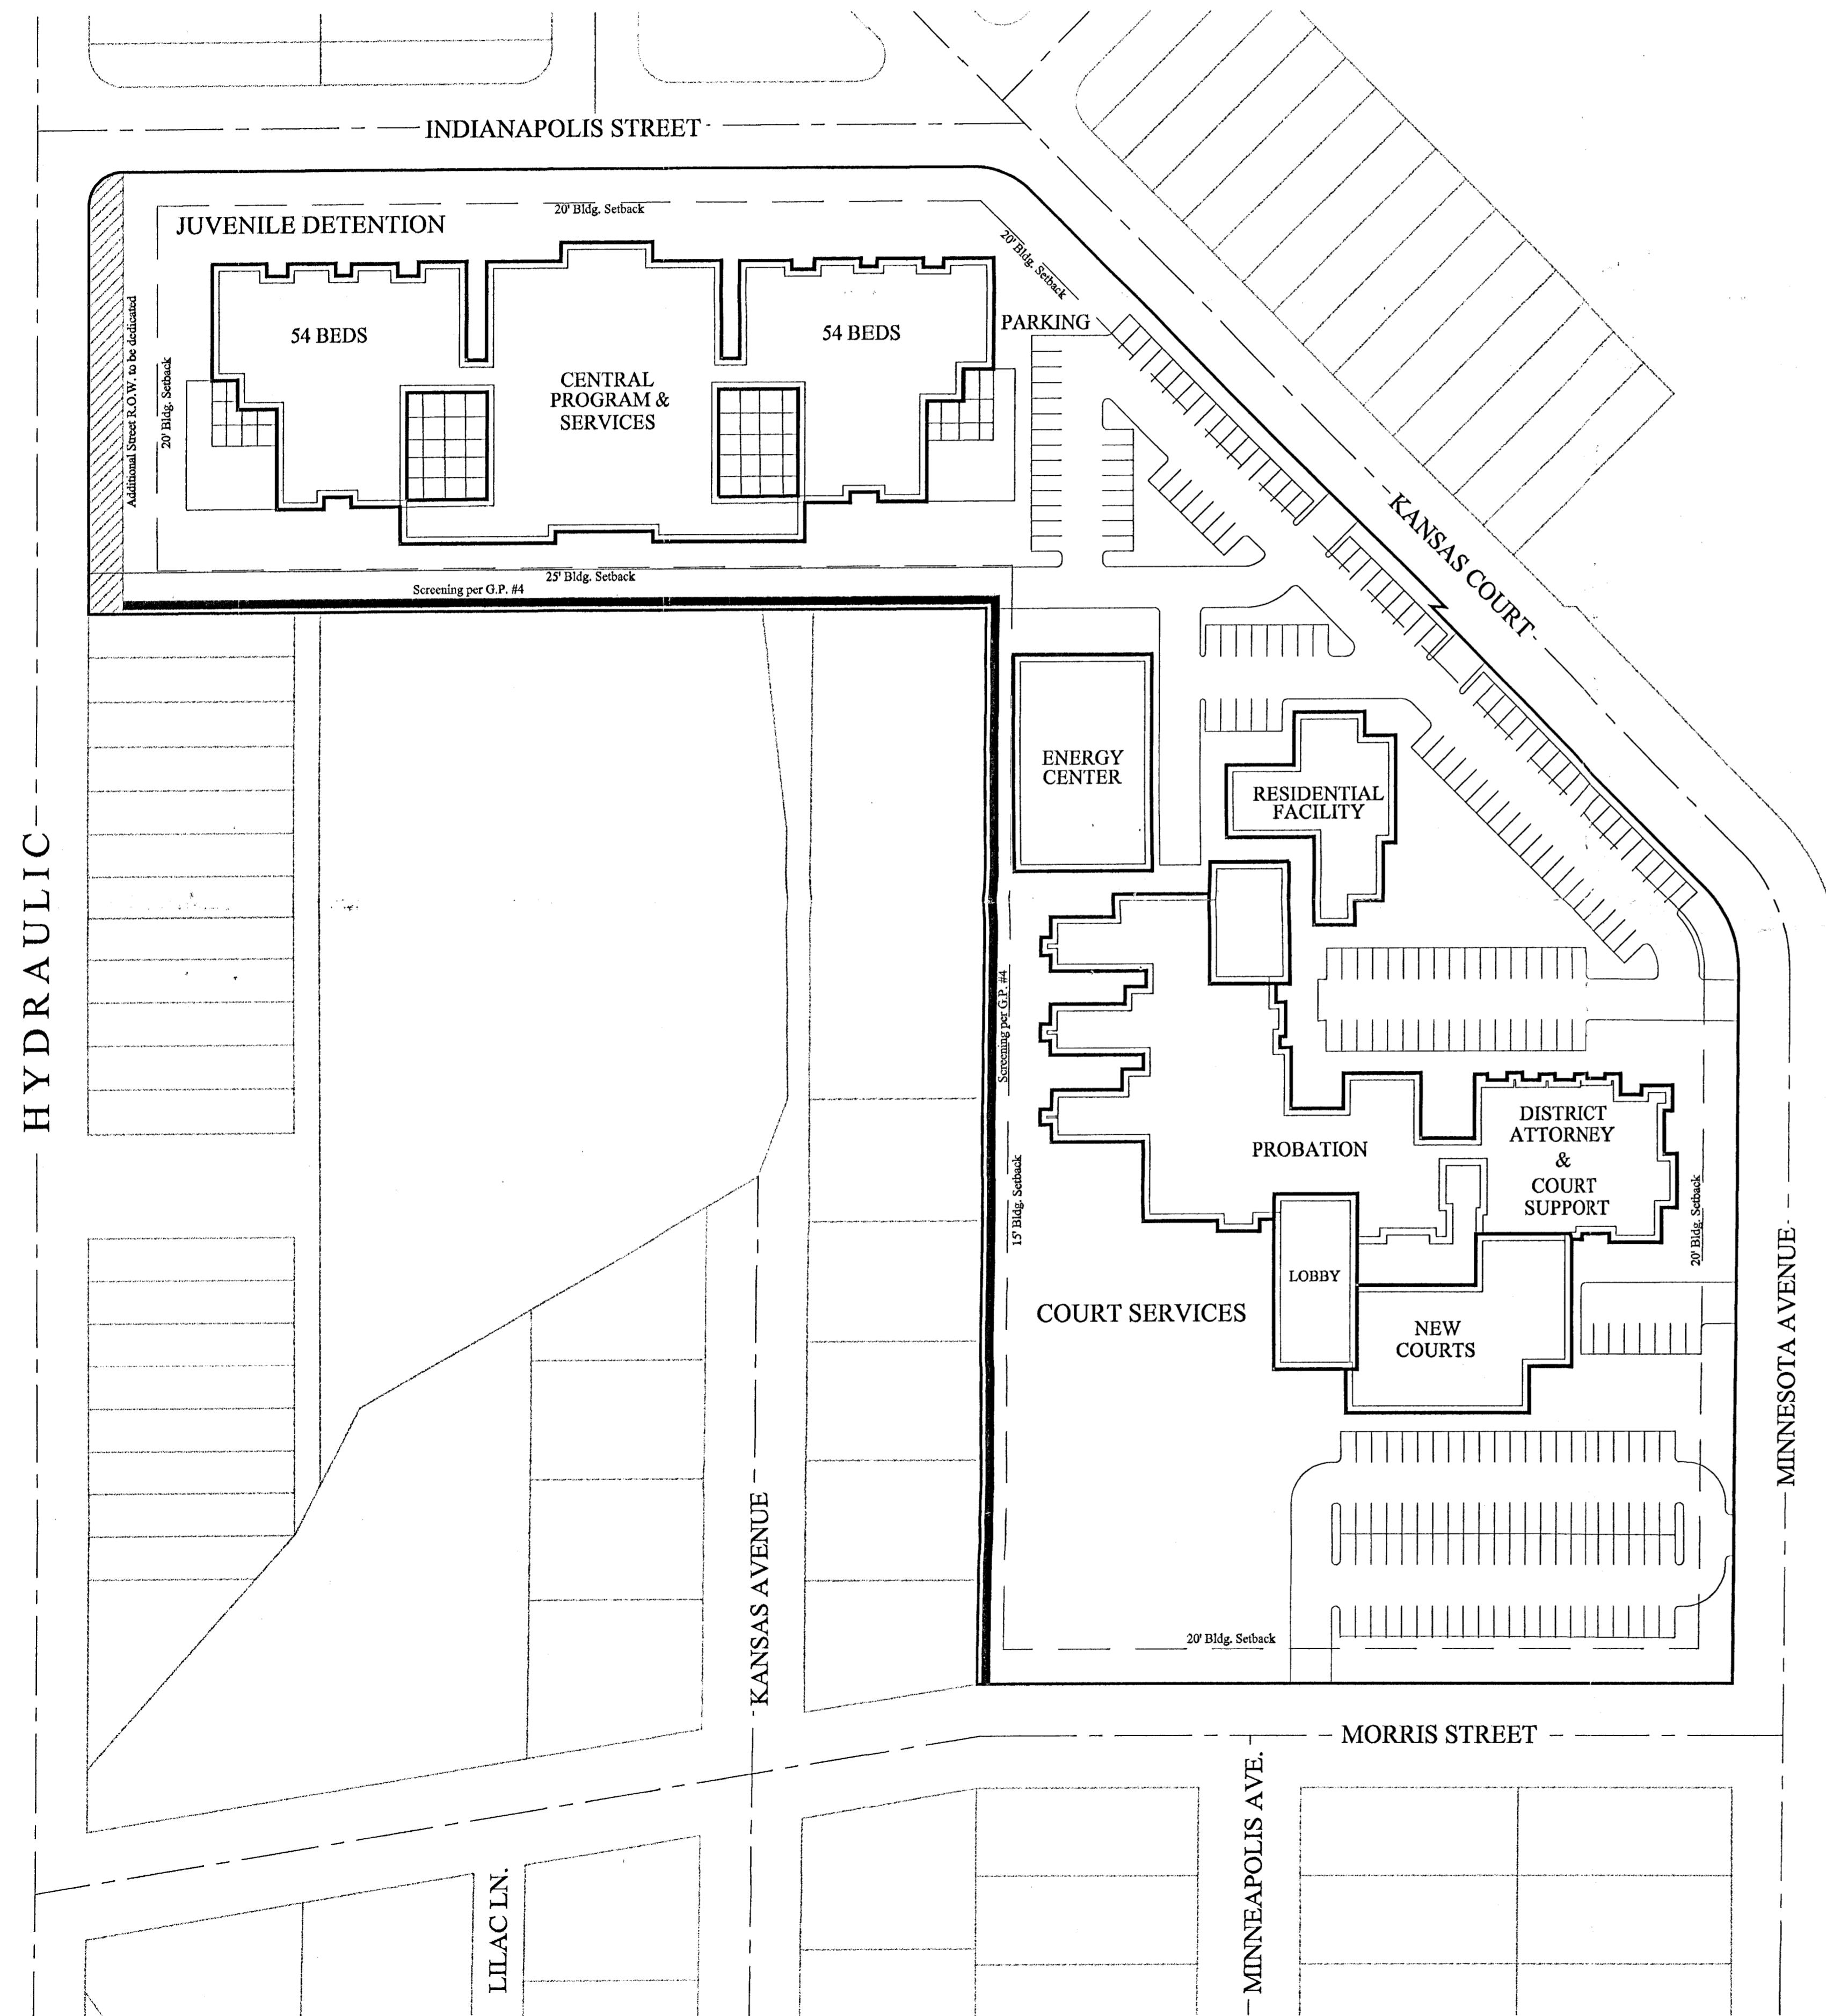 INDIANAPOLIS STREET
JUVENILE DETENTION
20' Bldg. Setback
20' Bldg. Setback
PARKING
54 BEDS
54 BEDS
CENTRAL
PROGRAM &
SERVICES
Additional Street R.O.W. to be dedicated
20' Bldg. Setback
25' Bldg. Setback
Screening per G.P. #4
KANSAS COURT
ENERGY
CENTER
RESIDENTIAL
FACILITY
HYDRAULIC
Screening per G.P. #4
15' Bldg. Setback
PROBATION
DISTRICT
ATTORNEY
&
COURT
SUPPORT
20' Bldg. Setback
LOBBY
COURT SERVICES
NEW
COURTS
MINNESOTA AVENUE
KANSAS AVENUE
20' Bldg. Setback
MORRIS STREET
LILAC LN.
MINNEAPOLIS AVE.